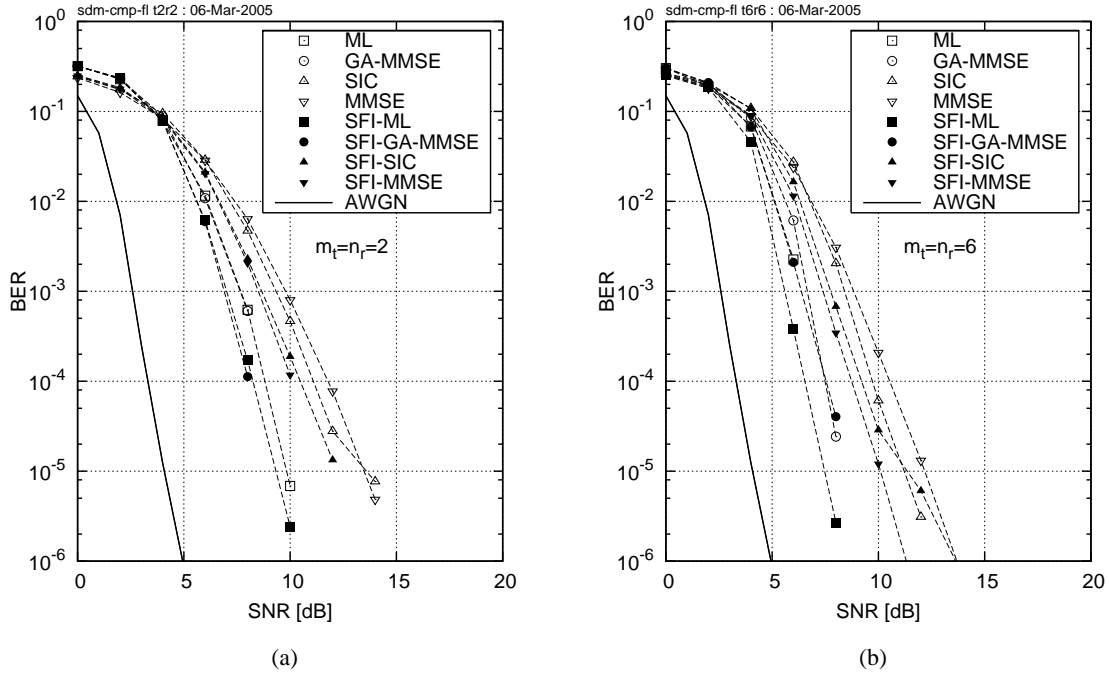 sdm-cmp-fl t2r2 : 06-Mar-2005
10^0
10^-1
10^-2
10^-3
10^-4
10^-5
10^-6
BER
0 5 10 15 20
SNR [dB]
ML
GA-MMSE
SIC
MMSE
SFI-ML
SFI-GA-MMSE
SFI-SIC
SFI-MMSE
AWGN
m_t=n_r=2
(a)
sdm-cmp-fl t6r6 : 06-Mar-2005
10^0
10^-1
10^-2
10^-3
10^-4
10^-5
10^-6
BER
0 5 10 15 20
SNR [dB]
ML
GA-MMSE
SIC
MMSE
SFI-ML
SFI-GA-MMSE
SFI-SIC
SFI-MMSE
AWGN
m_t=n_r=6
(b)